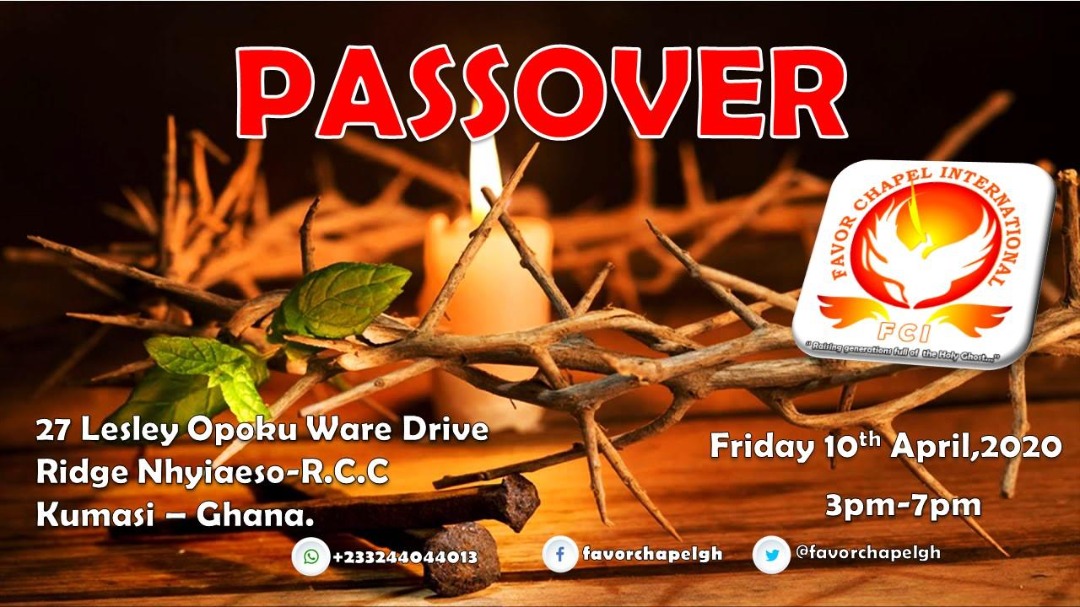 PASSOVER
FAVOR CHAPEL INTERNATIONAL
FCI
"Raising generations full of the Holy Ghost..."
27 Lesley Opoku Ware Drive
Ridge Nhyiaeso-R.C.C
Kumasi – Ghana.
Friday 10th April,2020
3pm-7pm
+233244044013
favorchapelgh
@favorchapelgh